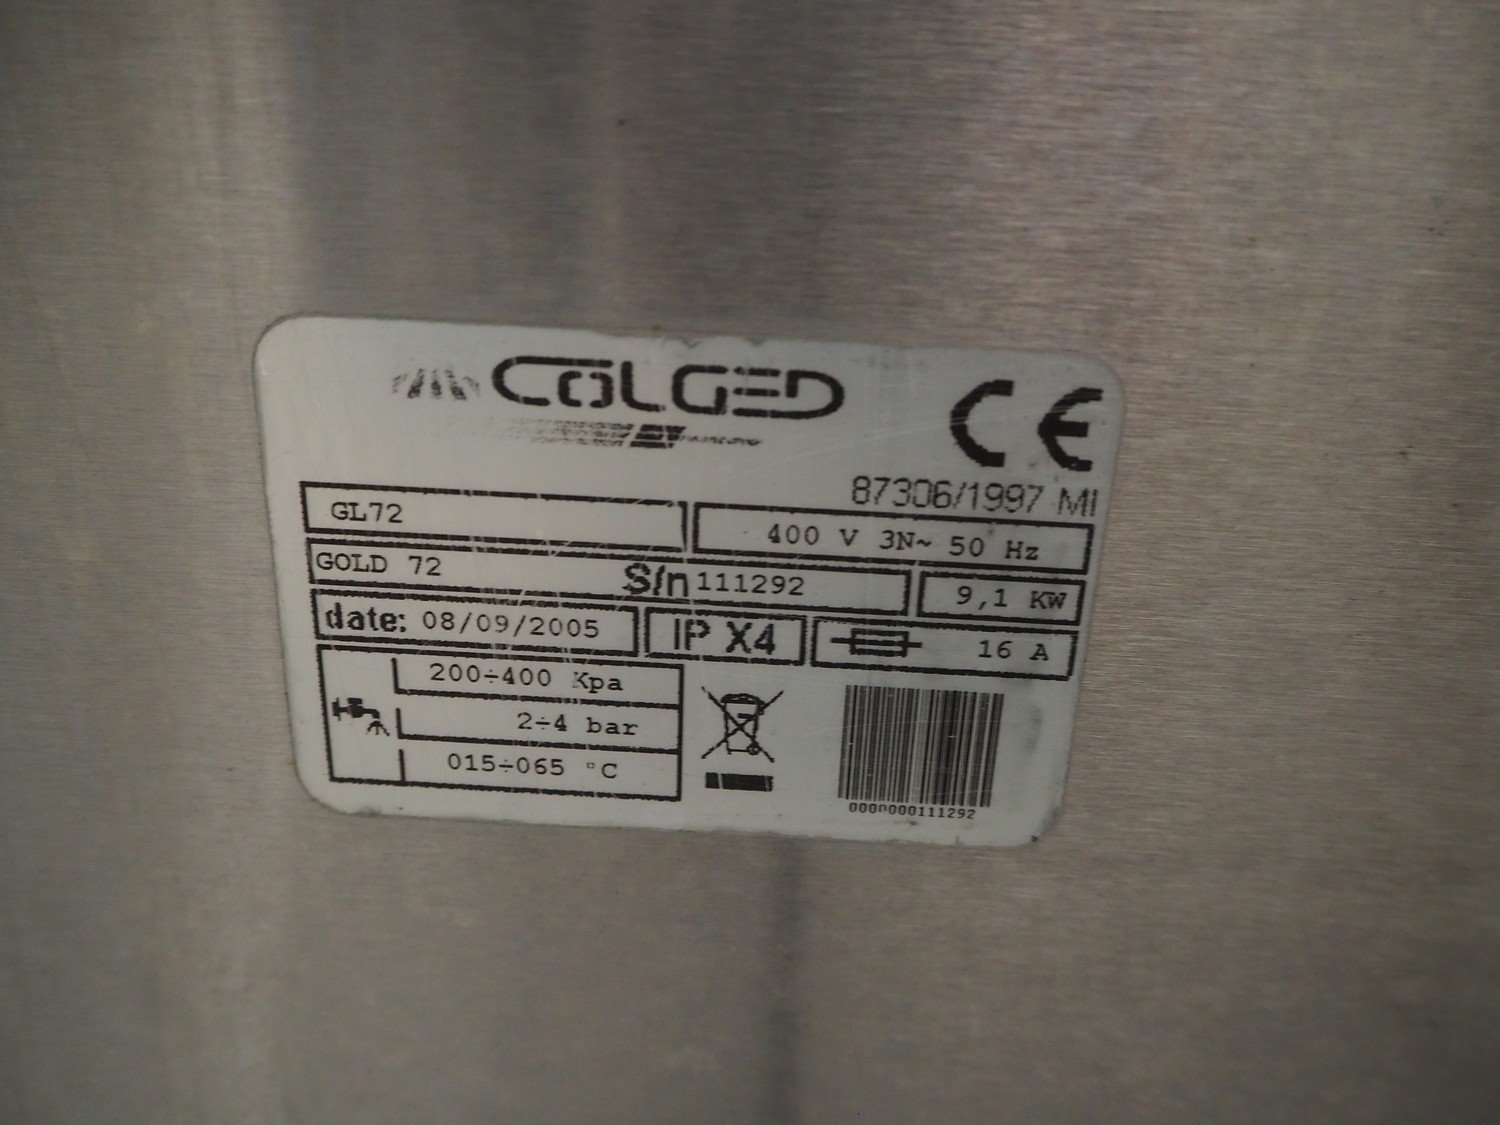 COLGED
CE
87306/1997 MI
GL72
400 V 3N~ 50 Hz
GOLD 72 S/n 111292
9,1 KW
date: 08/09/2005
IP X4
16 A
200÷400 Kpa
2÷4 bar
015÷065 °C
0000000111292